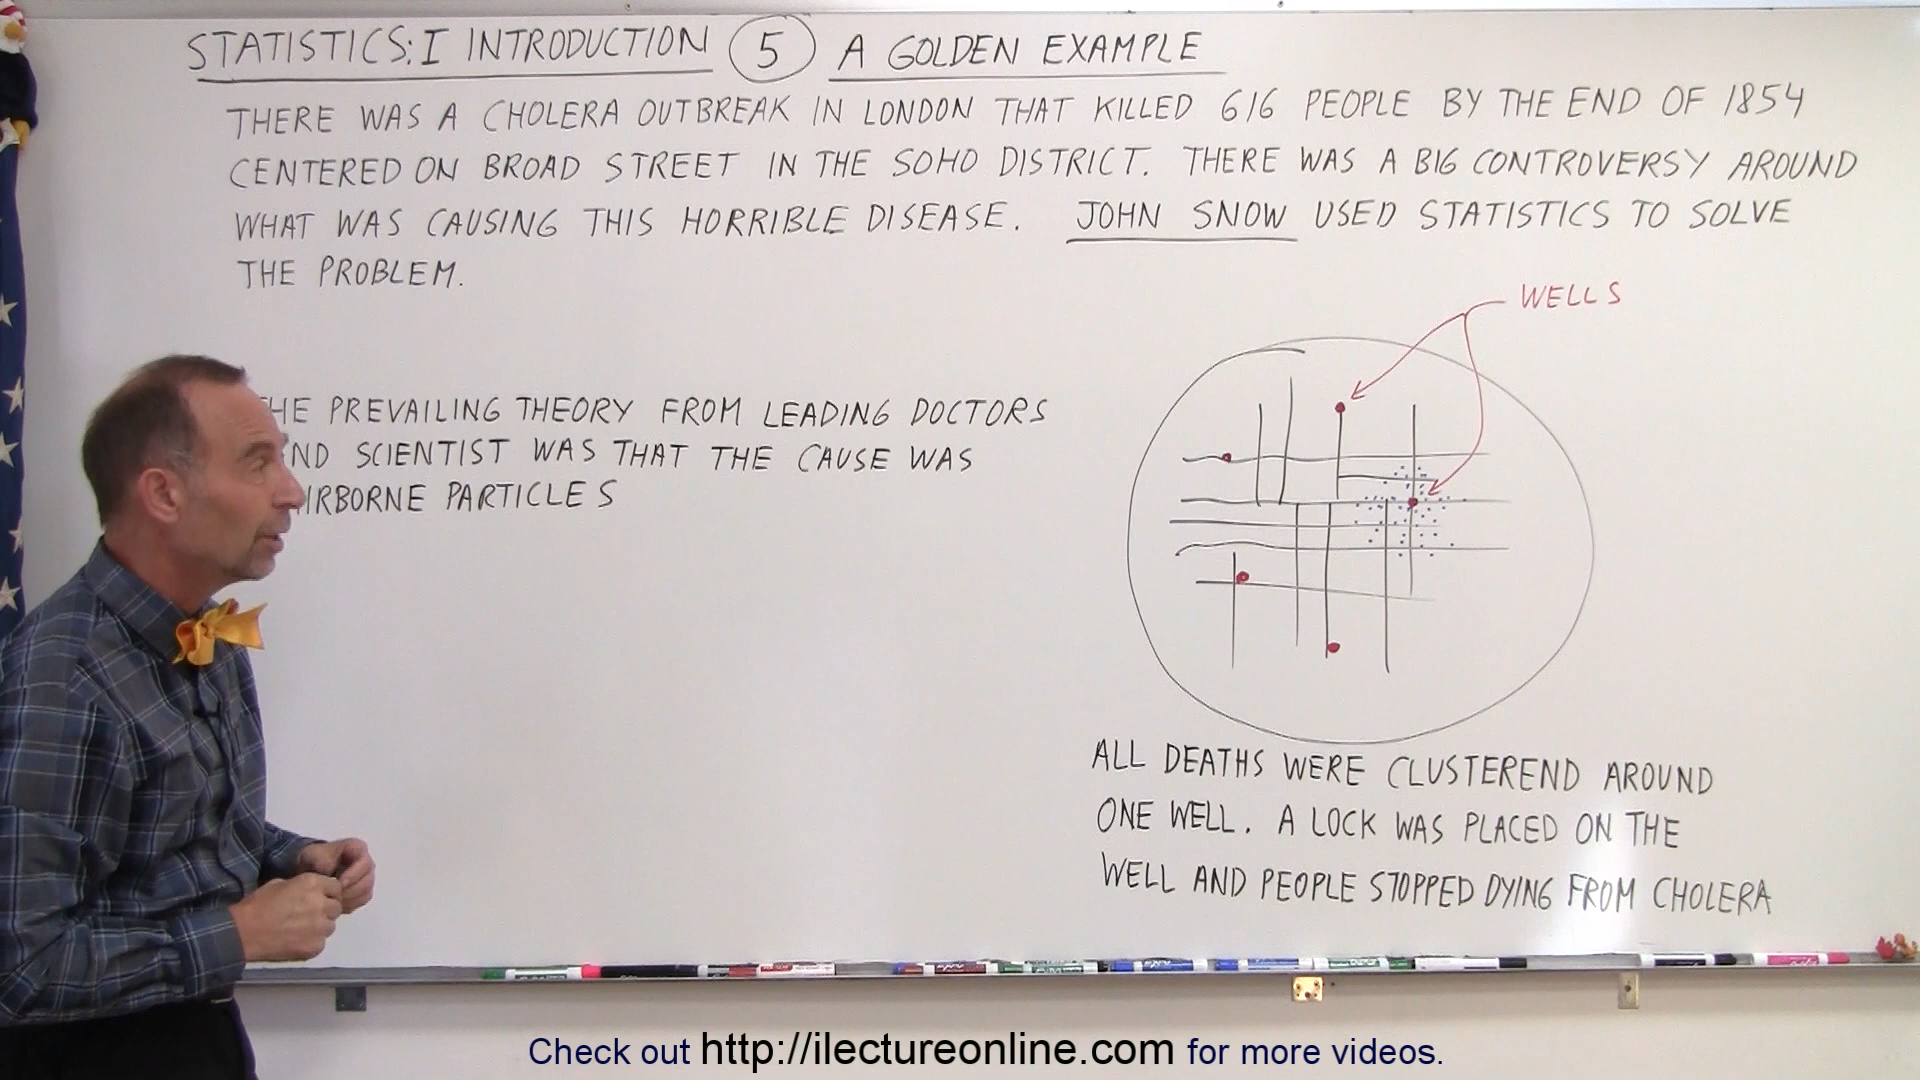 STATISTICS: I INTRODUCTION 5 A GOLDEN EXAMPLE
THERE WAS A CHOLERA OUTBREAK IN LONDON THAT KILLED 616 PEOPLE BY THE END OF 1854
CENTERED ON BROAD STREET IN THE SOHO DISTRICT. THERE WAS A BIG CONTROVERSY AROUND
WHAT WAS CAUSING THIS HORRIBLE DISEASE. JOHN SNOW USED STATISTICS TO SOLVE
THE PROBLEM.
WELLS
HE PREVAILING THEORY FROM LEADING DOCTORS
ND SCIENTIST WAS THAT THE CAUSE WAS
IRBORNE PARTICLES
ALL DEATHS WERE CLUSTEREND AROUND
ONE WELL. A LOCK WAS PLACED ON THE
WELL AND PEOPLE STOPPED DYING FROM CHOLERA
Check out http://ilectureonline.com for more videos.